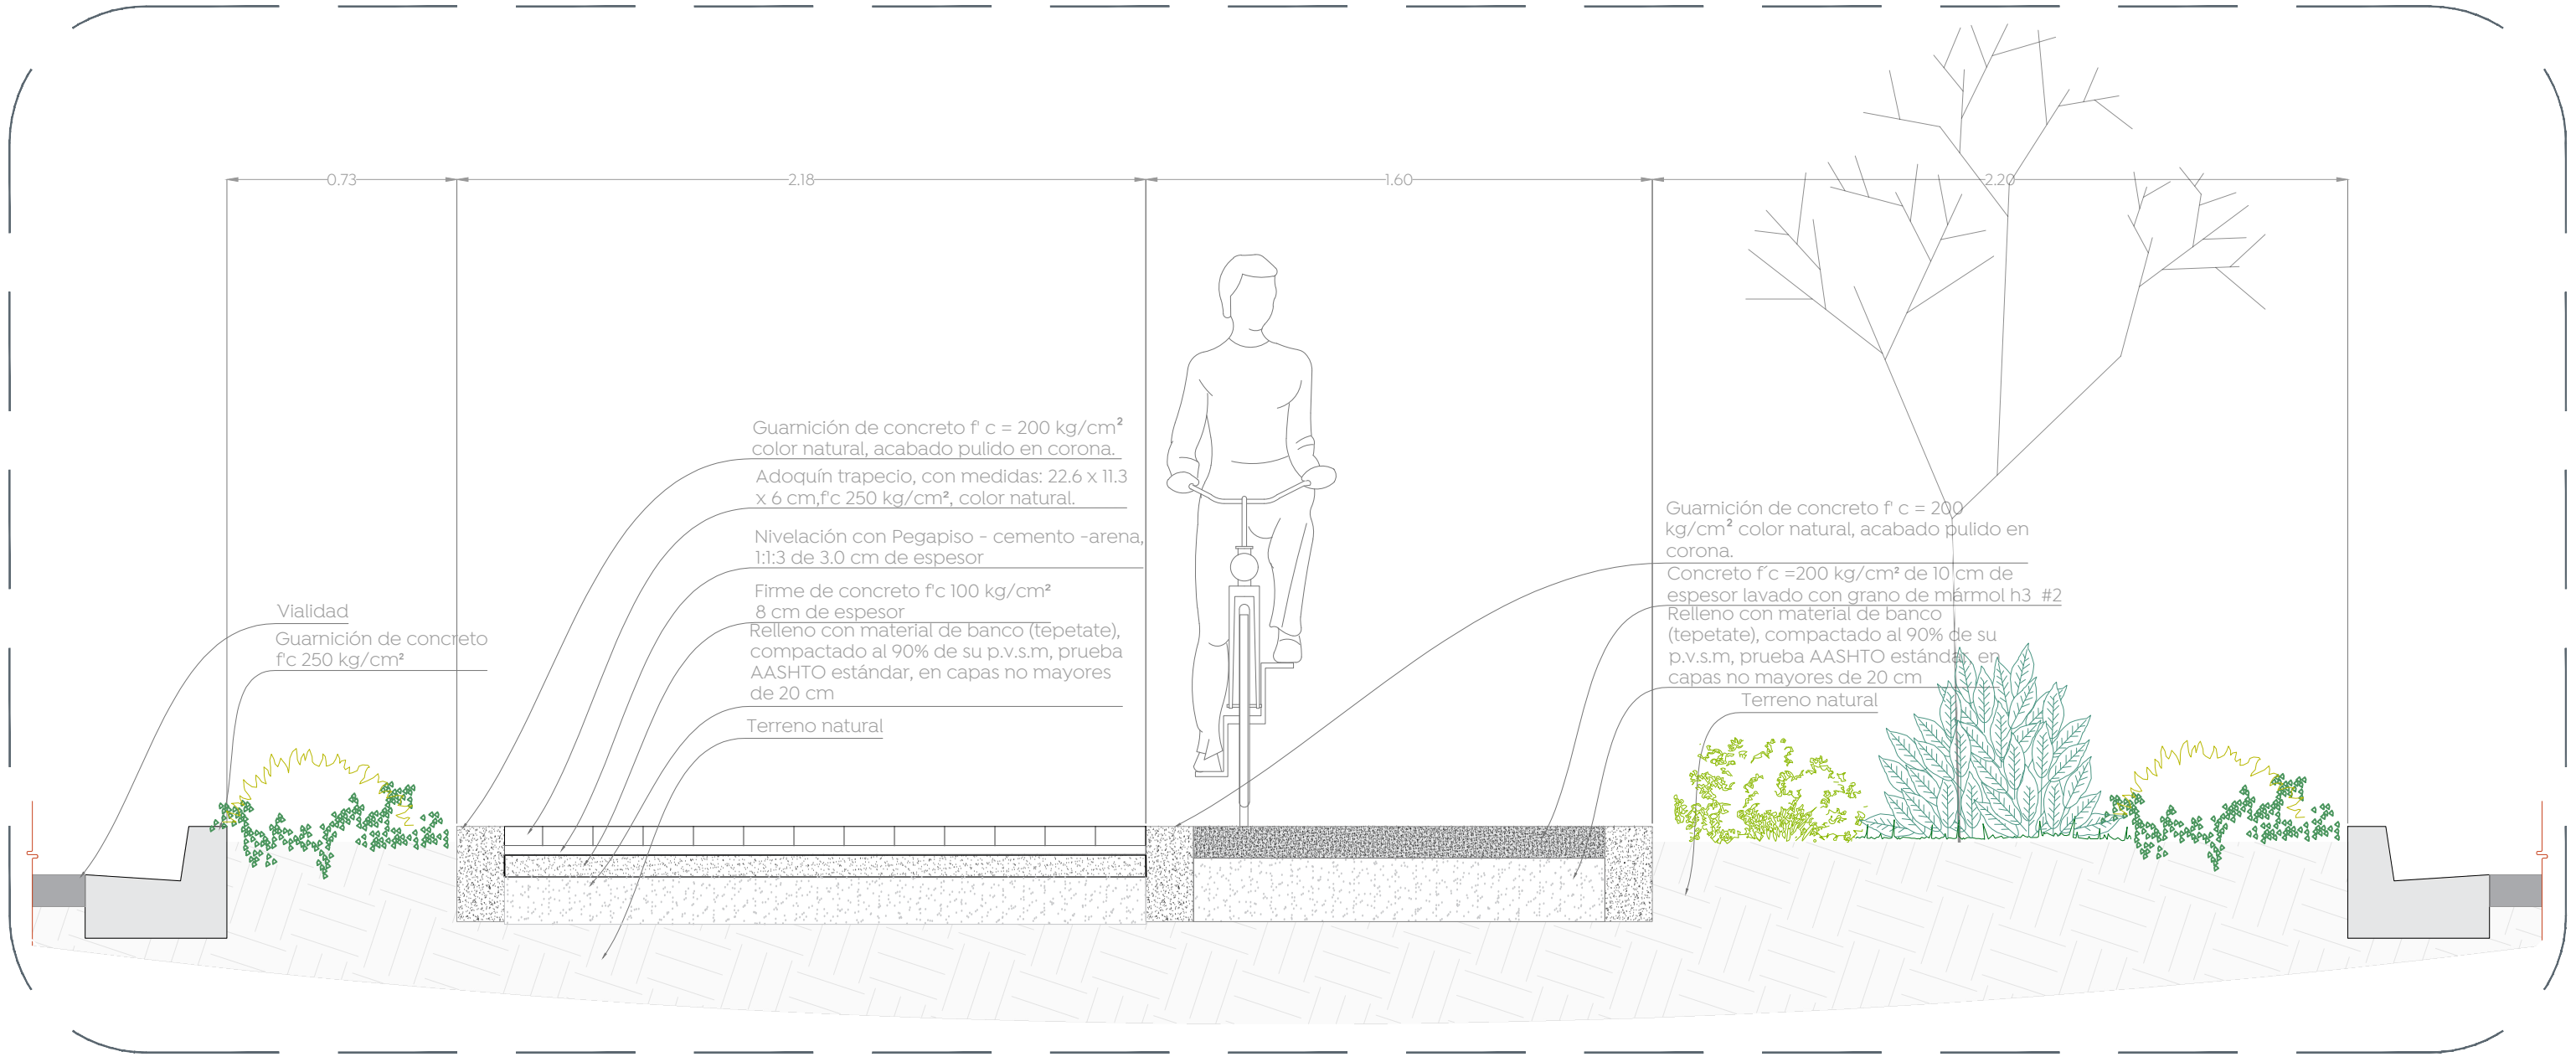 0.73
2.18
1.60
2.20
Guarnición de concreto f' c = 200 kg/cm²
color natural, acabado pulido en corona.
Adoquín trapecio, con medidas: 22.6 x 11.3
x 6 cm,f'c 250 kg/cm², color natural.
Nivelación con Pegapiso - cemento -arena,
1:1:3 de 3.0 cm de espesor
Firme de concreto f'c 100 kg/cm²
8 cm de espesor
Relleno con material de banco (tepetate),
compactado al 90% de su p.v.s.m, prueba
AASHTO estándar, en capas no mayores
de 20 cm
Terreno natural
Vialidad
Guarnición de concreto
f'c 250 kg/cm²
Guarnición de concreto f' c = 200
kg/cm² color natural, acabado pulido en
corona.
Concreto f´c =200 kg/cm² de 10 cm de
espesor lavado con grano de mármol h3 #2
Relleno con material de banco
(tepetate), compactado al 90% de su
p.v.s.m, prueba AASHTO estándar, en
capas no mayores de 20 cm
Terreno natural